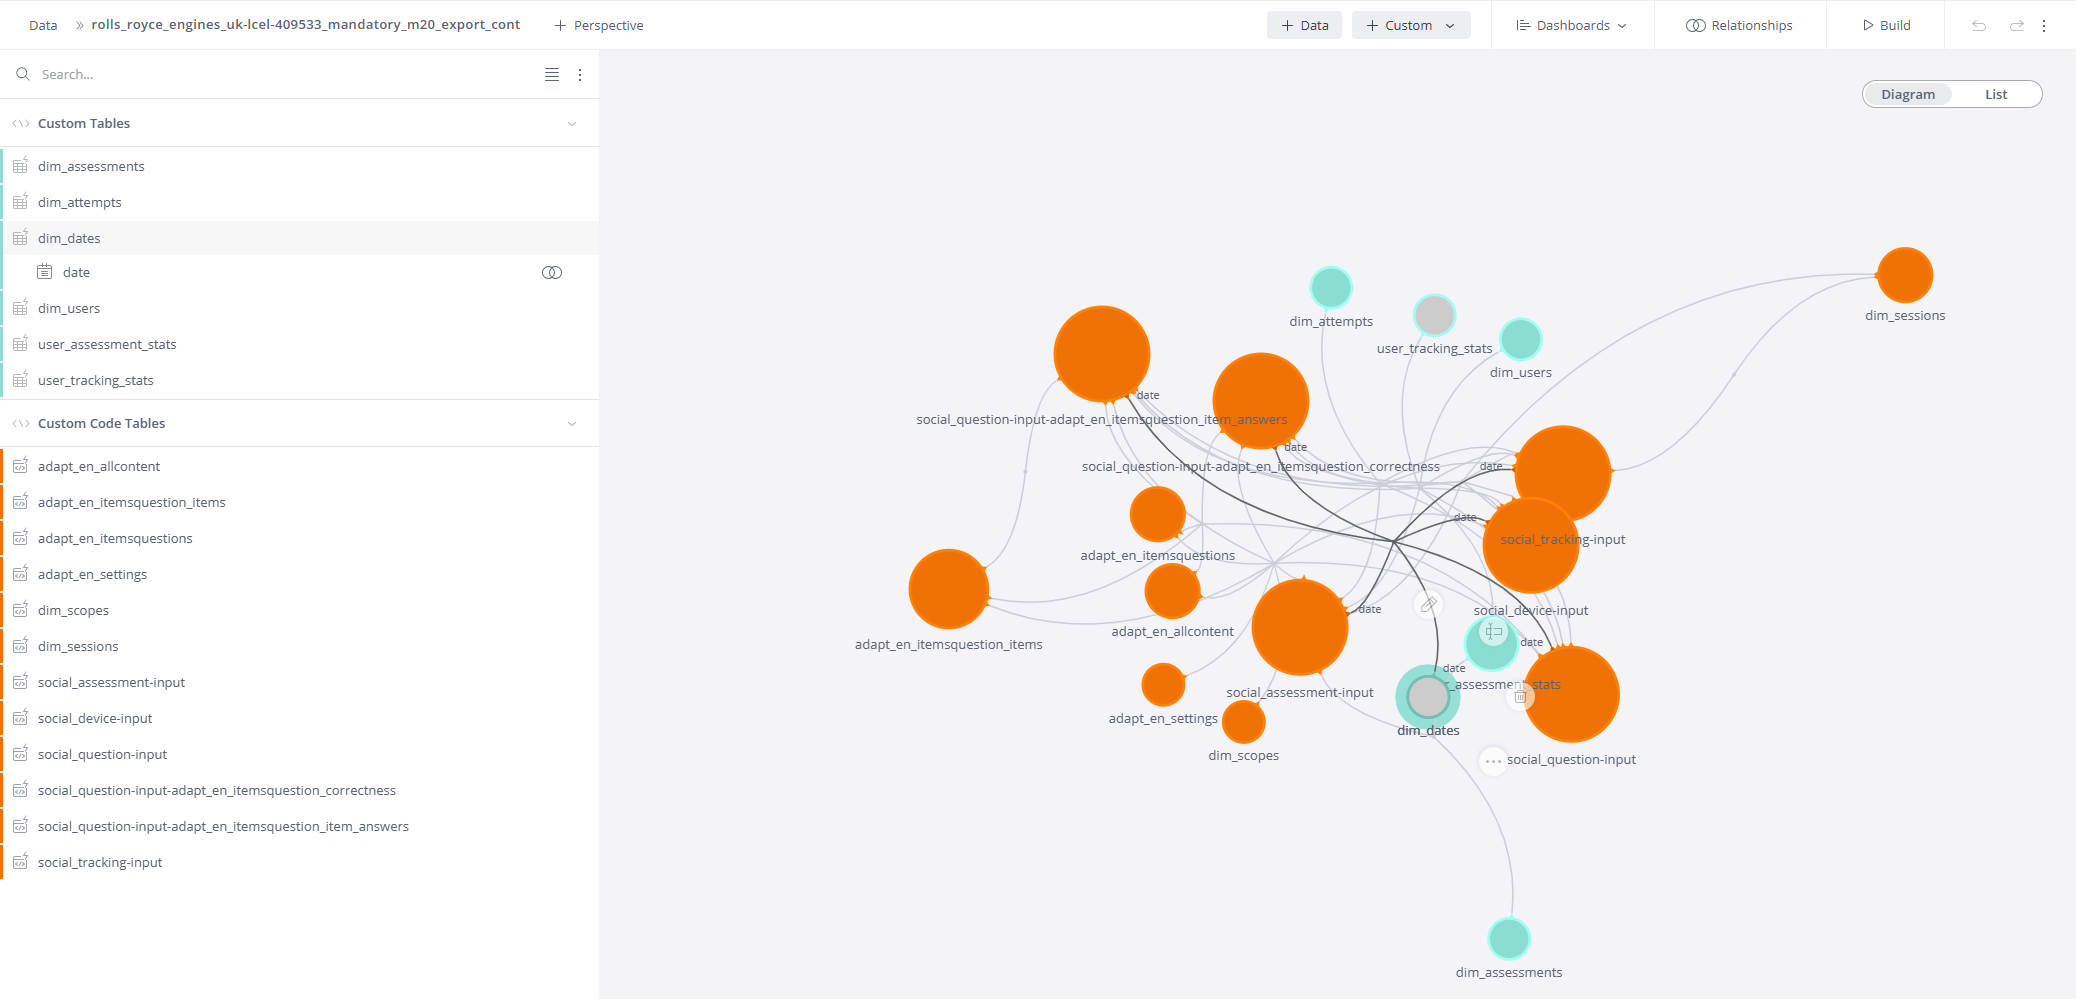 Data » rolls_royce_engines_uk-lcel-409533_mandatory_m20_export_cont + Perspective + Data + Custom Dashboards Relationships Build
Search...
Custom Tables
dim_assessments
dim_attempts
dim_dates
date
dim_users
user_assessment_stats
user_tracking_stats
Custom Code Tables
adapt_en_allcontent
adapt_en_itemsquestion_items
adapt_en_itemsquestions
adapt_en_settings
dim_scopes
dim_sessions
social_assessment-input
social_device-input
social_question-input
social_question-input-adapt_en_itemsquestion_correctness
social_question-input-adapt_en_itemsquestion_item_answers
social_tracking-input
Diagram List
dim_sessions
dim_attempts
user_tracking_stats
dim_users
date
social_question-input-adapt_en_itemsquestion_item_answers
date
social_question-input-adapt_en_itemsquestion_correctness
date
date
social_tracking-input
adapt_en_itemsquestions
date
social_device-input
adapt_en_allcontent
adapt_en_itemsquestion_items
date
date
r_assessment_stats
social_assessment-input
adapt_en_settings
dim_dates
dim_scopes
social_question-input
dim_assessments